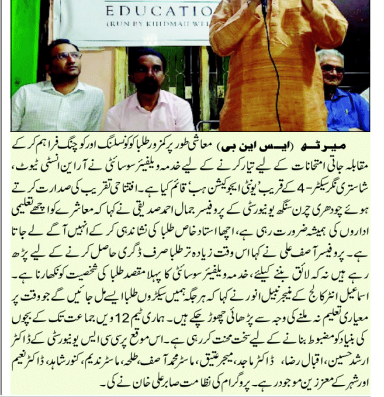 EDUCATIO
(RUN BY KHIDMAH WEL
میرٹھ (ایس این بی) معاشی طور پر کمزور طلبا کو کونسلنگ اور کوچنگ فراہم کر کے
مقابلہ جاتی امتحانات کے لیے تیار کرنے کے لیے خدمہ ویلفیئر سوسائٹی نے آر این انسٹی ٹیوٹ،
شاستری نگر سیکٹر-4 کے قریب 'یونٹی ایجوکیشن ہب' قائم کیا ہے۔ افتتاحی تقریب کی صدارت کرتے
ہوئے چودھری چرن سنگھ یونیورسٹی کے پروفیسر جمال احمد صدیقی نے کہا کہ معاشرے کو اچھے تعلیمی
اداروں کی ہمیشہ ضرورت رہی ہے، اچھا استاد خاص طلبا کی نشاندہی کر کے انہیں آگے لے جاتا
ہے۔ پروفیسر آصف علی نے کہا اس وقت زیادہ تر طلبا صرف ڈگری حاصل کرنے کے لیے پڑھ
رہے ہیں نہ کہ لائق بننے کیلئے، خدمہ ویلفیئر سوسائٹی کا پہلا مقصد طلبا کی شخصیت کو نکھارنا ہے۔
اسماعیل انٹر کالج کے منیجر نبیل انور نے کہا کہ ہر جگہ ہمیں سیکڑوں طلبا ایسے مل جائیں گے جو وقت پر
معیاری تعلیم نہ ملنے کی وجہ سے پڑھائی چھوڑ چکے ہیں۔ ہماری ٹیم 12 ویں جماعت تک کے بچوں
کی بنیاد کو مضبوط بنانے کے لیے سخت محنت کر رہی ہے۔ اس موقع پر سی سی ایس یونیورسٹی کے ڈاکٹر
ارشد حسین، اقبال رضا، ڈاکٹر ماجد، میجر عتیق، ماسٹر محمد آصف، طلحہ، ماسٹر ندیم، کنور شاہد، ڈاکٹر نعیم
اور شہر کے معززین موجود رہے۔ پروگرام کی نظامت صابر علی خان نے کی۔